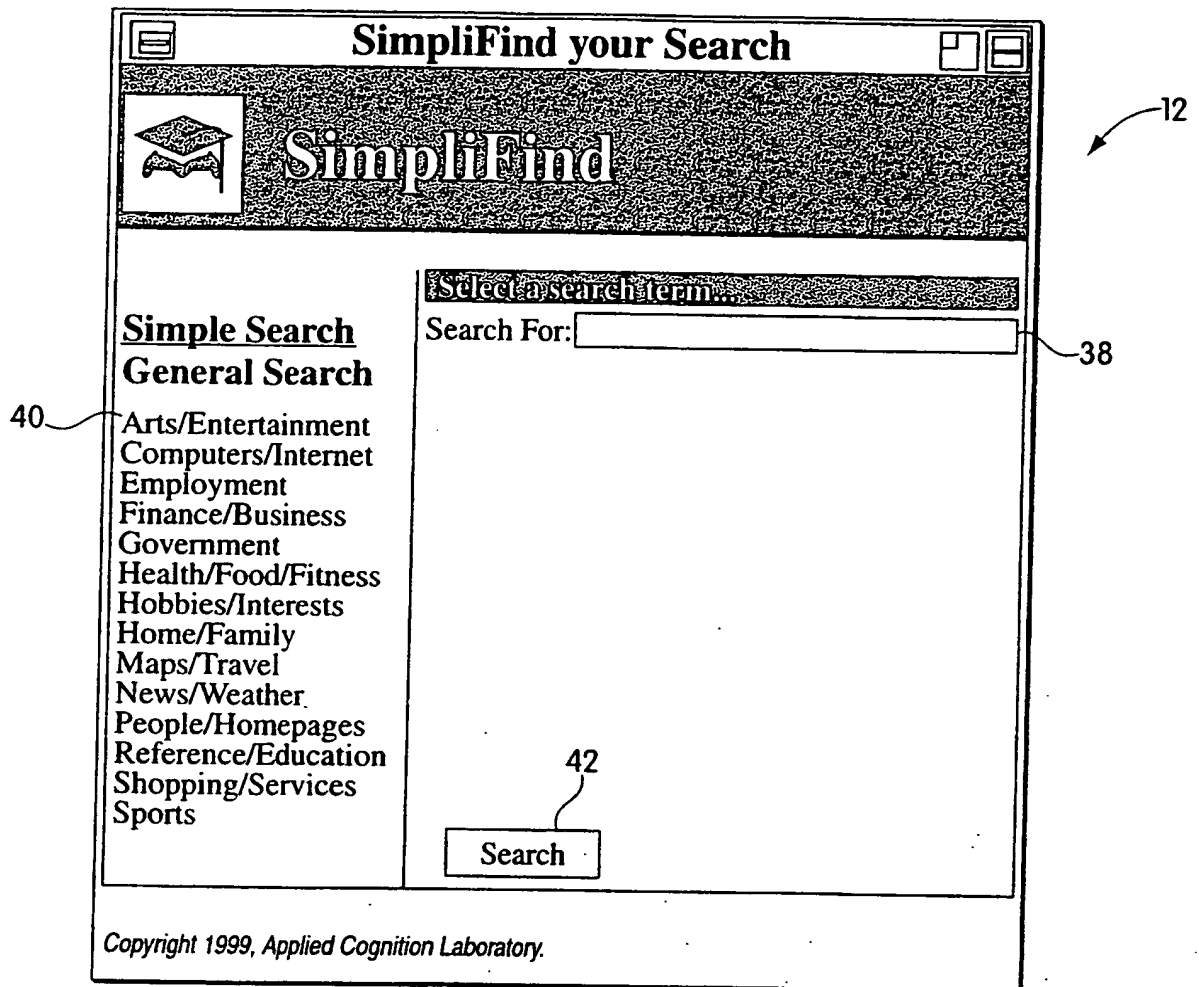 SimpliFind your Search
12
SimpliFind
Select a search term...
Search For:
38
Simple Search
General Search
40
Arts/Entertainment
Computers/Internet
Employment
Finance/Business
Government
Health/Food/Fitness
Hobbies/Interests
Home/Family
Maps/Travel
News/Weather
People/Homepages
Reference/Education
Shopping/Services
Sports
42
Search
Copyright 1999, Applied Cognition Laboratory.